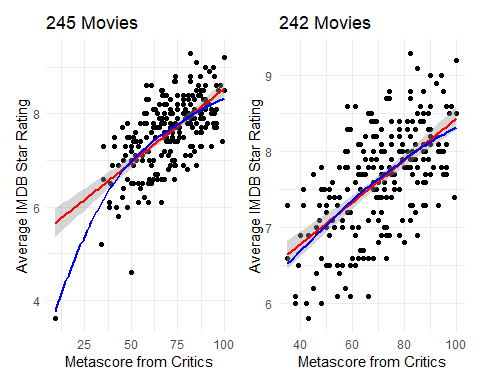 245 Movies
242 Movies
Average IMDB Star Rating
8
6
4
25
50
75
100
Metascore from Critics
Average IMDB Star Rating
9
8
7
6
40
60
80
100
Metascore from Critics